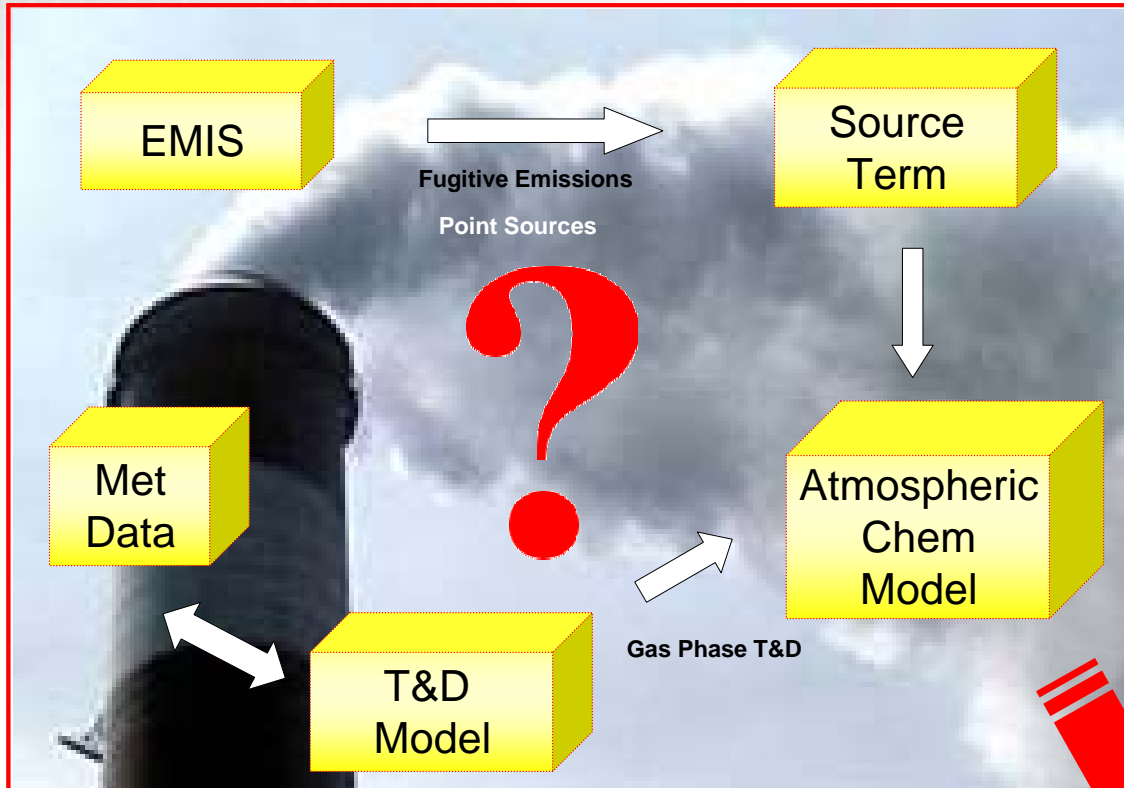 EMIS
Source
Term
Fugitive Emissions
Point Sources
?
Met
Data
Atmospheric
Chem
Model
Gas Phase T&D
T&D
Model